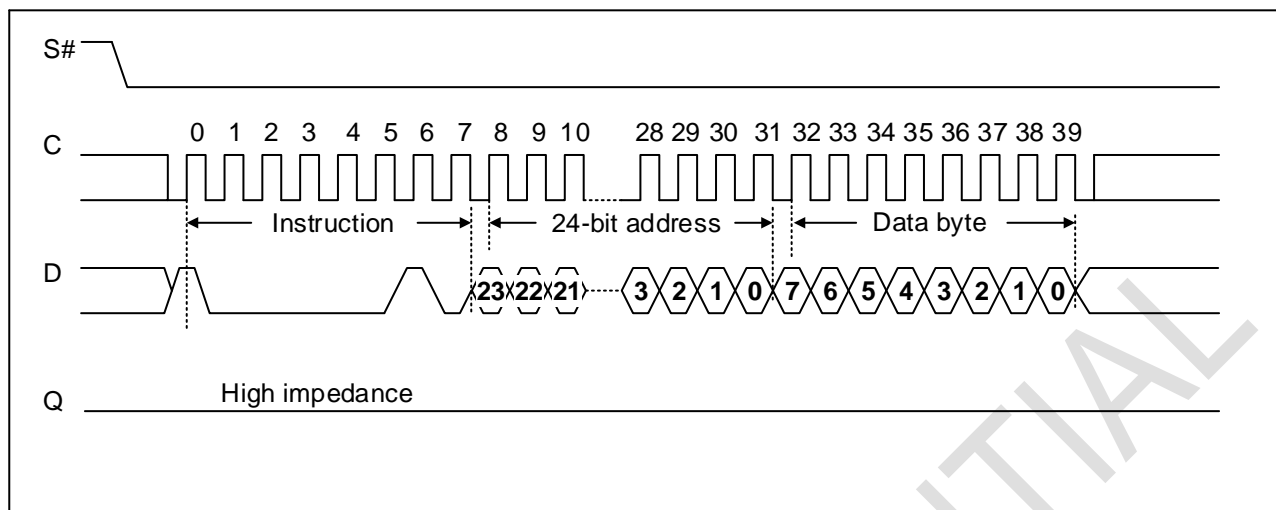 S#
0 1 2 3 4 5 6 7 8 9 10 28 29 30 31 32 33 34 35 36 37 38 39
C
Instruction 24-bit address Data byte
D
23 22 21 3 2 1 0 7 6 5 4 3 2 1 0
High impedance
Q